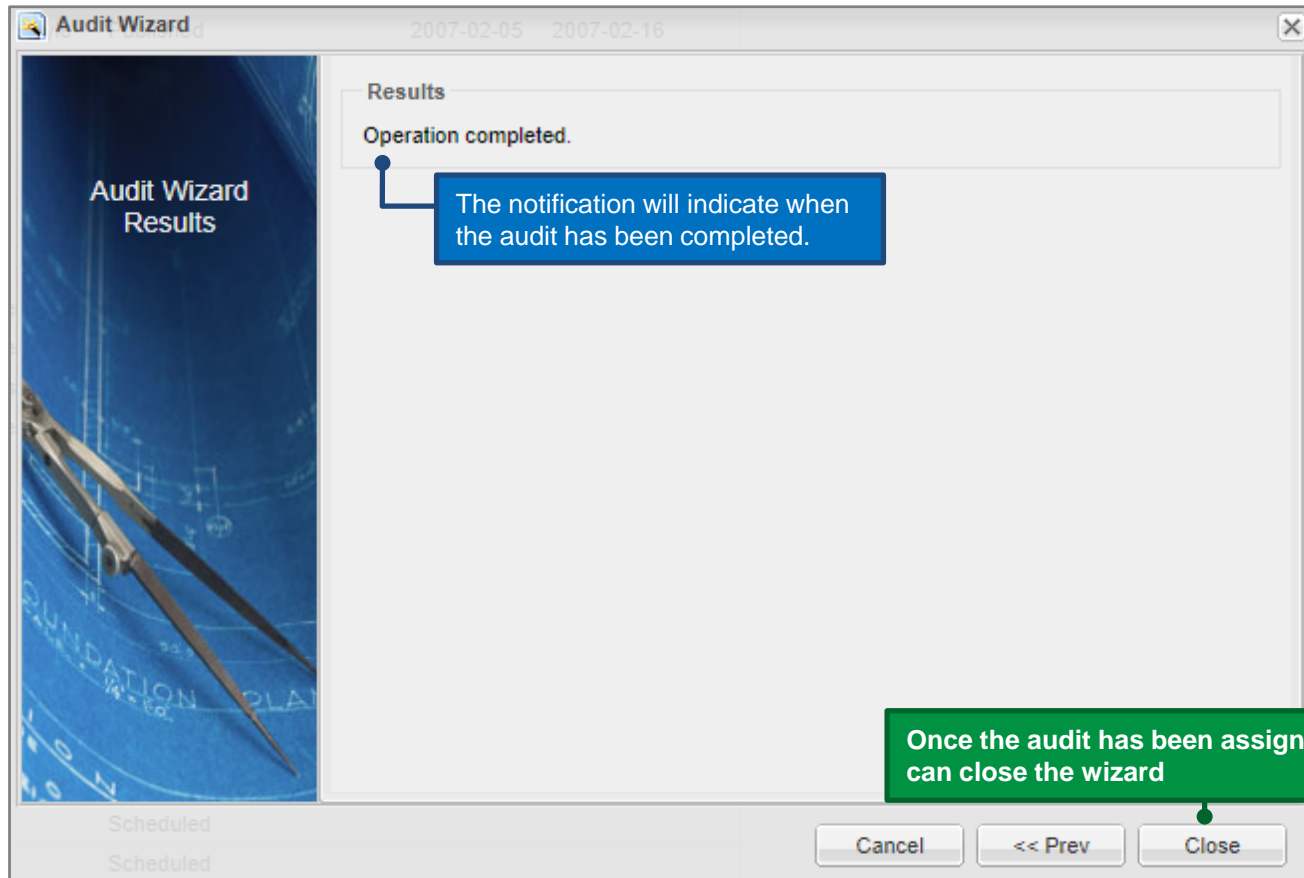 Audit Wizard
2007-02-05 2007-02-16
Results
Operation completed.
Audit Wizard
Results
The notification will indicate when
the audit has been completed.
DATION PLA
Once the audit has been assign
can close the wizard
Scheduled
Scheduled
Cancel
<< Prev
Close